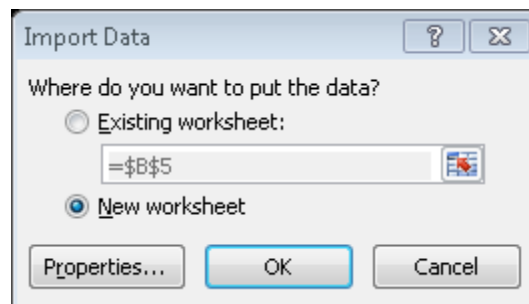 Import Data
Where do you want to put the data?
Existing worksheet:
=$B$5
New worksheet
Properties... OK Cancel